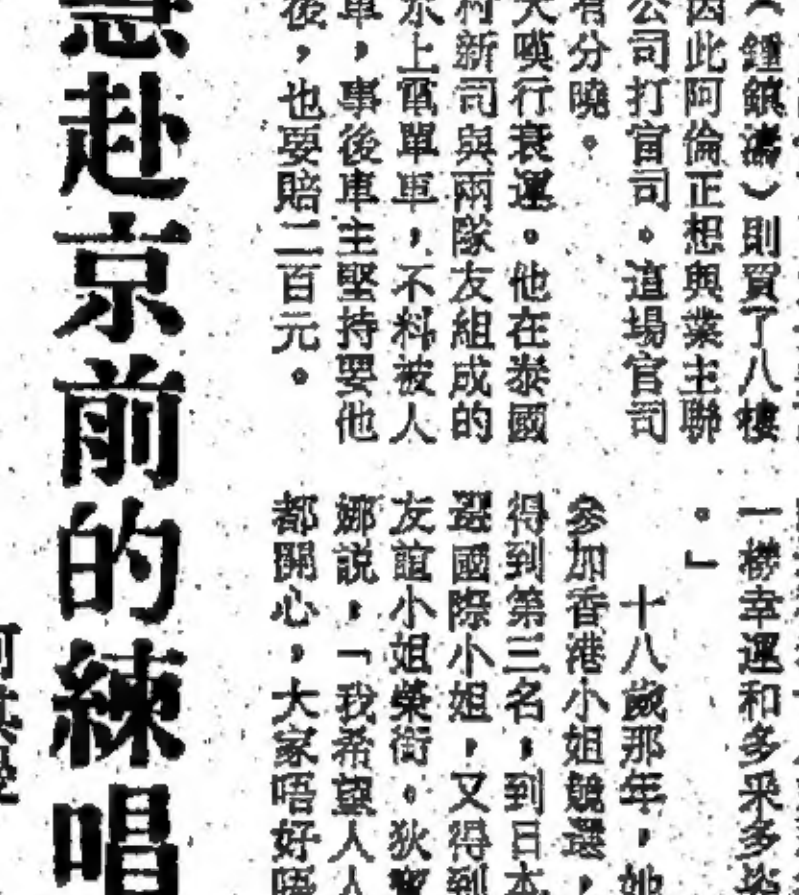 (鍾鎮濤)則買了八樓
因此阿倫正想與業主聯
公司打官司。這場官司
有分曉。
大嘆行衰運。他在泰國
村新司與兩隊友組成的
水上電單車,不料被人
車,事後車主堅持要他
後,也要賠二百元。
一樣幸運和多采多
。」
十八歲那年,她
參加香港小姐競選,
得到第三名,到日本
選國際小姐,又得到
友誼小姐榮銜。狄
娜說,「我希望人人
都開心,大家唔好唔
急赴京前的練唱